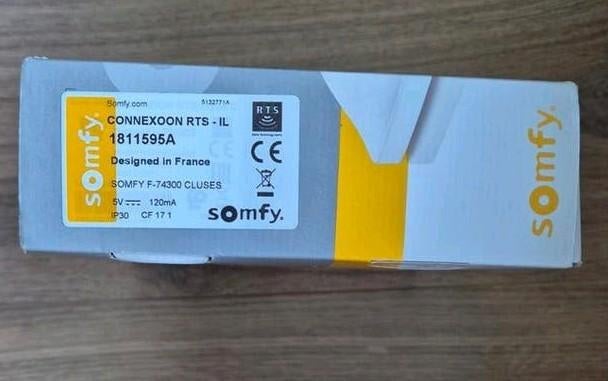 somfy.
Somfy.com 5132771A
CONNEXOON RTS - IL
1811595A
Designed in France
SOMFY F-74300 CLUSES
5V 120mA
IP30 CF 17 1
RTS
CE
somfy.
somfy.